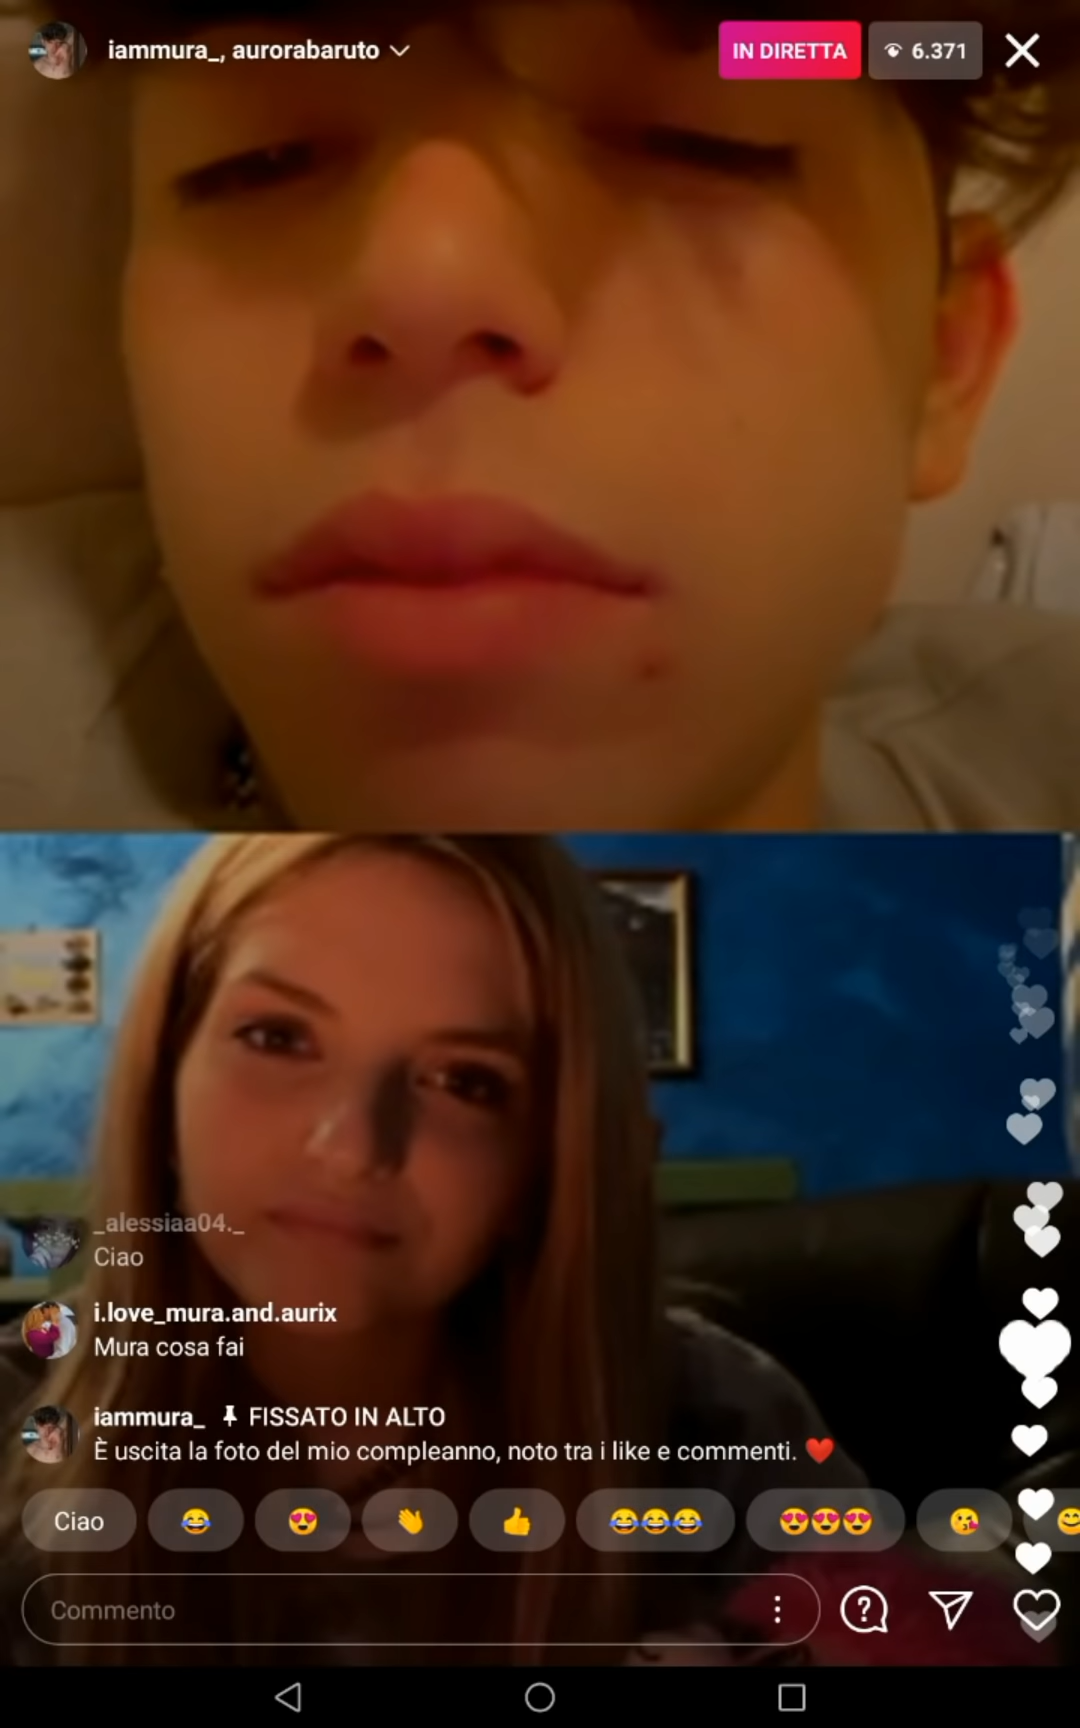 iammura_, aurorabaruto
IN DIRETTA
6.371
_alessiaa04._
Ciao
i.love_mura.and.aurix
Mura cosa fai
iammura_ FISSATO IN ALTO
È uscita la foto del mio compleanno, noto tra i like e commenti. ❤️
Ciao 😂 😍 👋 👍 😂😂😂 😍😍😍 😘 😊
Commento